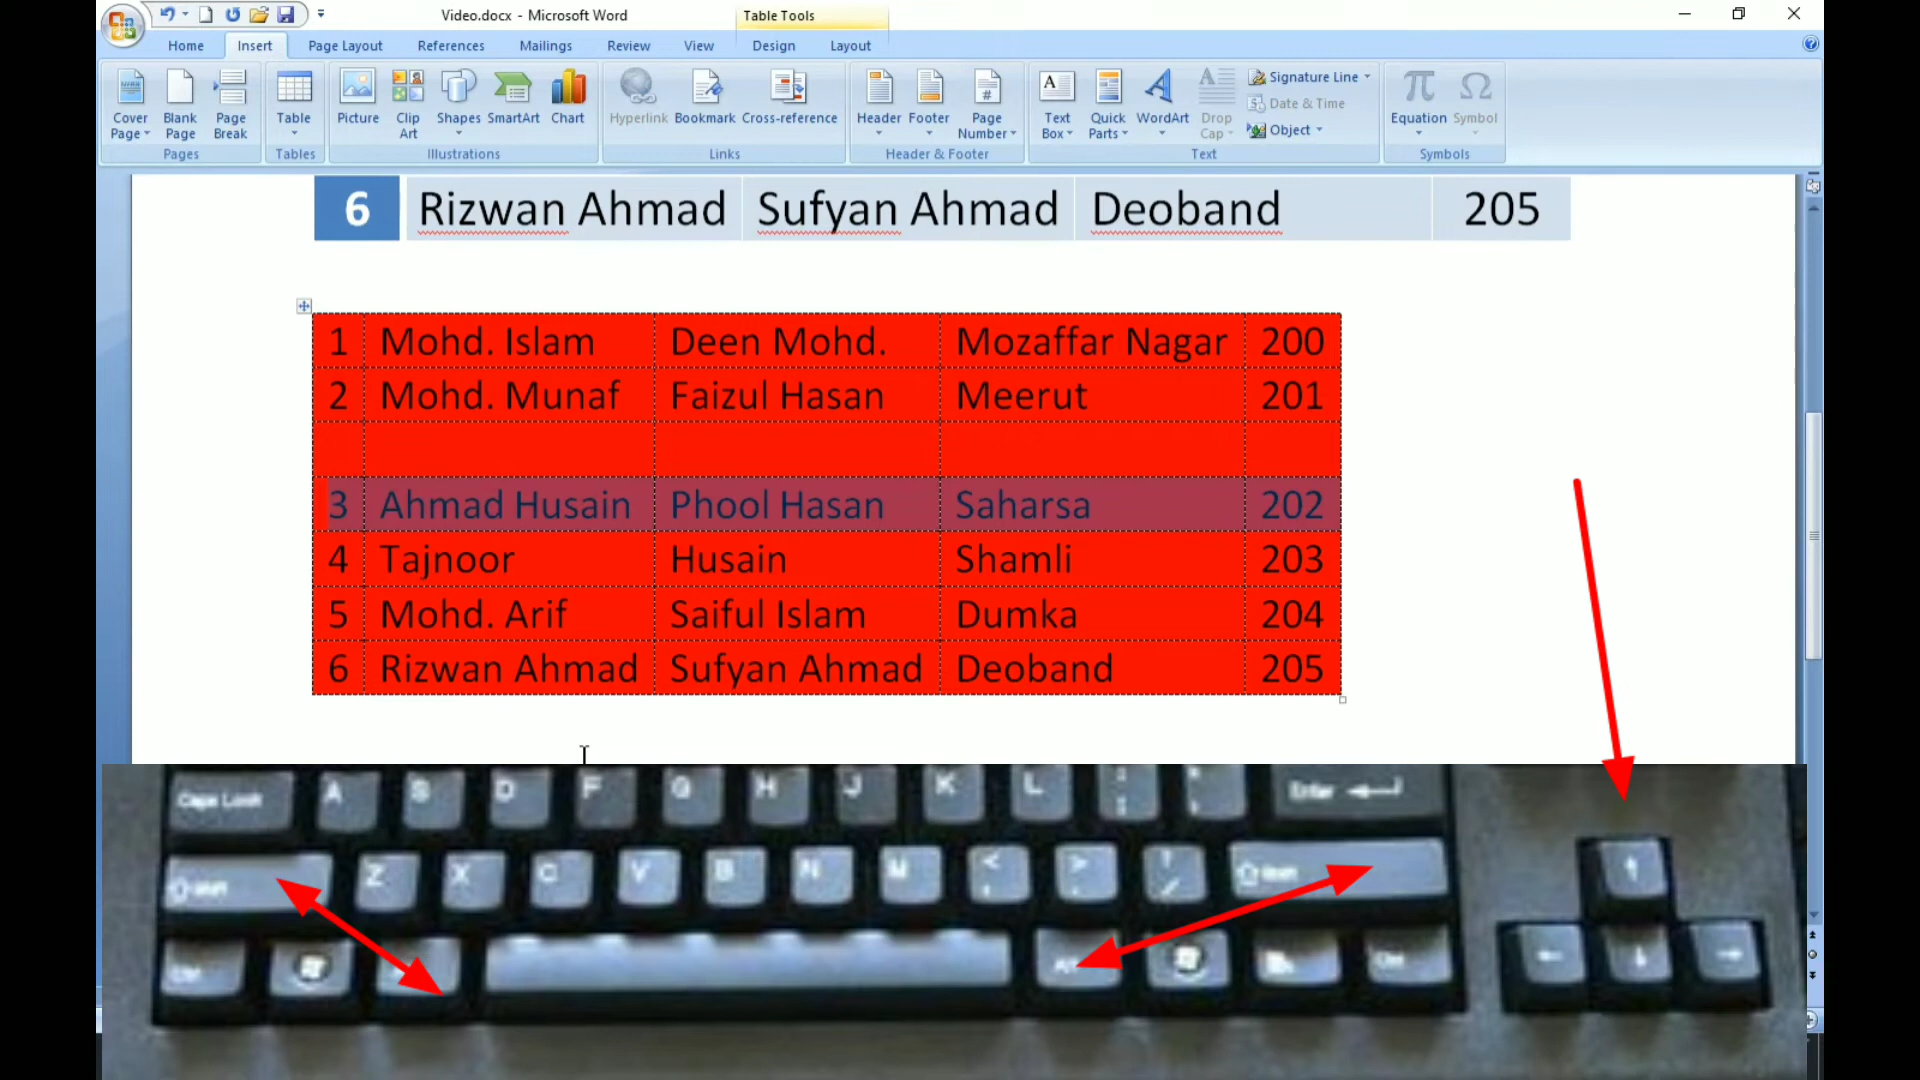 Video.docx - Microsoft Word
Table Tools
Home Insert Page Layout References Mailings Review View Design Layout
Cover Page Blank Page Page Break Table Picture Clip Art Shapes SmartArt Chart Hyperlink Bookmark Cross-reference Header Footer Page Number Text Box Quick Parts WordArt Drop Cap Signature Line Date & Time Object Equation Symbol
Pages Tables Illustrations Links Header & Footer Text Symbols
6 Rizwan Ahmad Sufyan Ahmad Deoband 205
1 Mohd. Islam Deen Mohd. Mozaffar Nagar 200
2 Mohd. Munaf Faizul Hasan Meerut 201
3 Ahmad Husain Phool Hasan Saharsa 202
4 Tajnoor Husain Shamli 203
5 Mohd. Arif Saiful Islam Dumka 204
6 Rizwan Ahmad Sufyan Ahmad Deoband 205
Caps Lock A S D F G H J K L Enter
Shift Z X C V B N M < , > . Shift